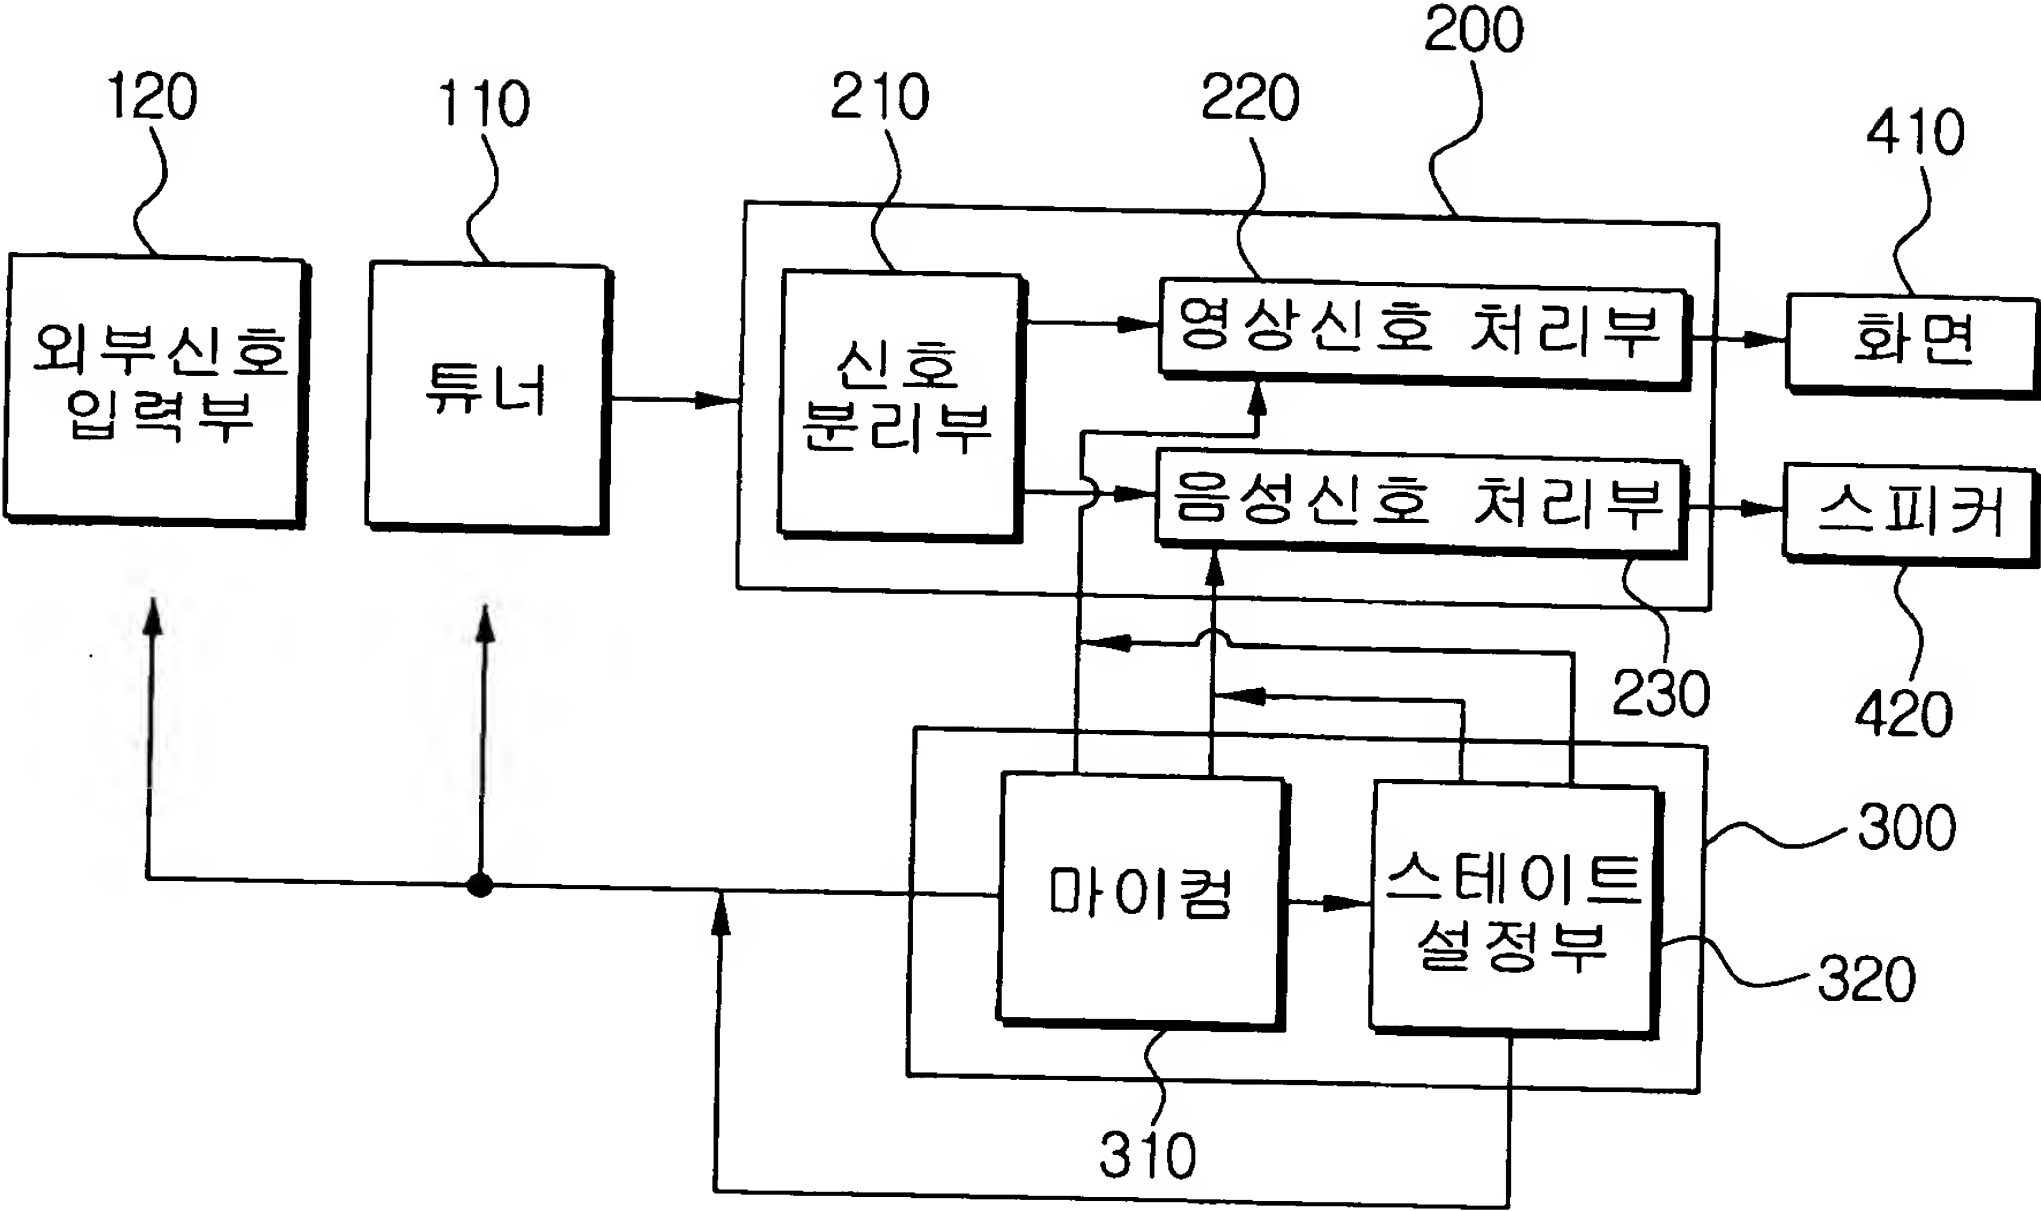 200
120
110
210
220
410
외부신호
입력부
튜너
신호
분리부
영상신호 처리부
화면
음성신호 처리부
스피커
230
420
마이컴
스테이트
설정부
300
320
310